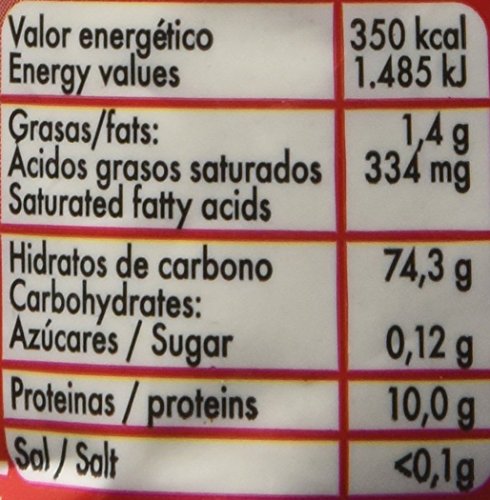 Valor energético 350 kcal
Energy values 1.485 kJ
Grasas/fats: 1,4 g
Ácidos grasos saturados 334 mg
Saturated fatty acids
Hidratos de carbono 74,3 g
Carbohydrates:
Azúcares / Sugar 0,12 g
Proteinas / proteins 10,0 g
Sal / Salt <0,1g